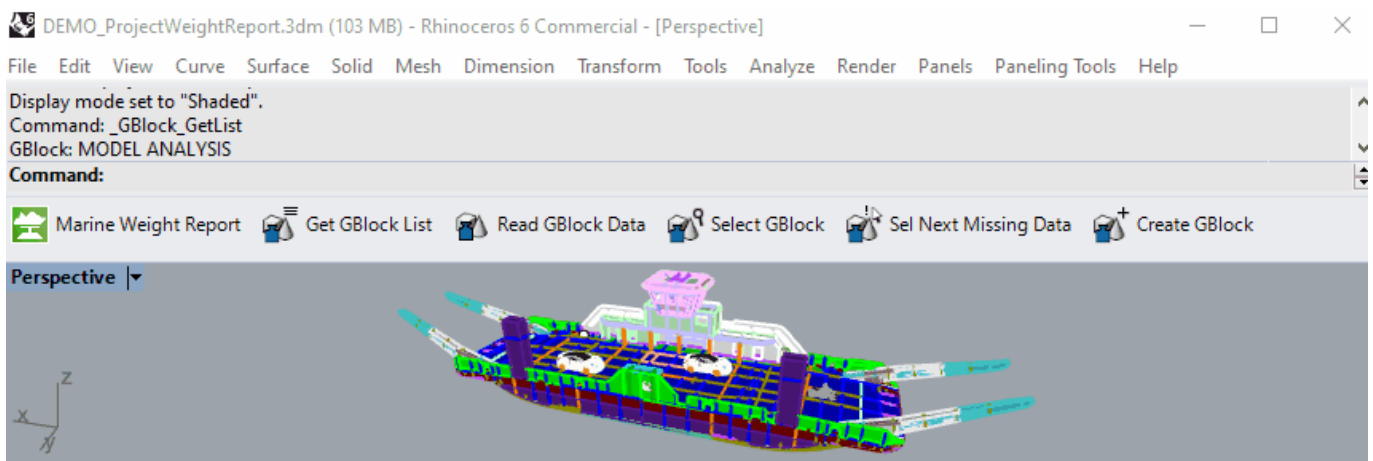 DEMO_ProjectWeightReport.3dm (103 MB) - Rhinoceros 6 Commercial - [Perspective]
File Edit View Curve Surface Solid Mesh Dimension Transform Tools Analyze Render Panels Paneling Tools Help
Display mode set to "Shaded".
Command: _GBlock_GetList
GBlock: MODEL ANALYSIS
Command:
Marine Weight Report Get GBlock List Read GBlock Data Select GBlock Sel Next Missing Data Create GBlock
Perspective
z
x
y